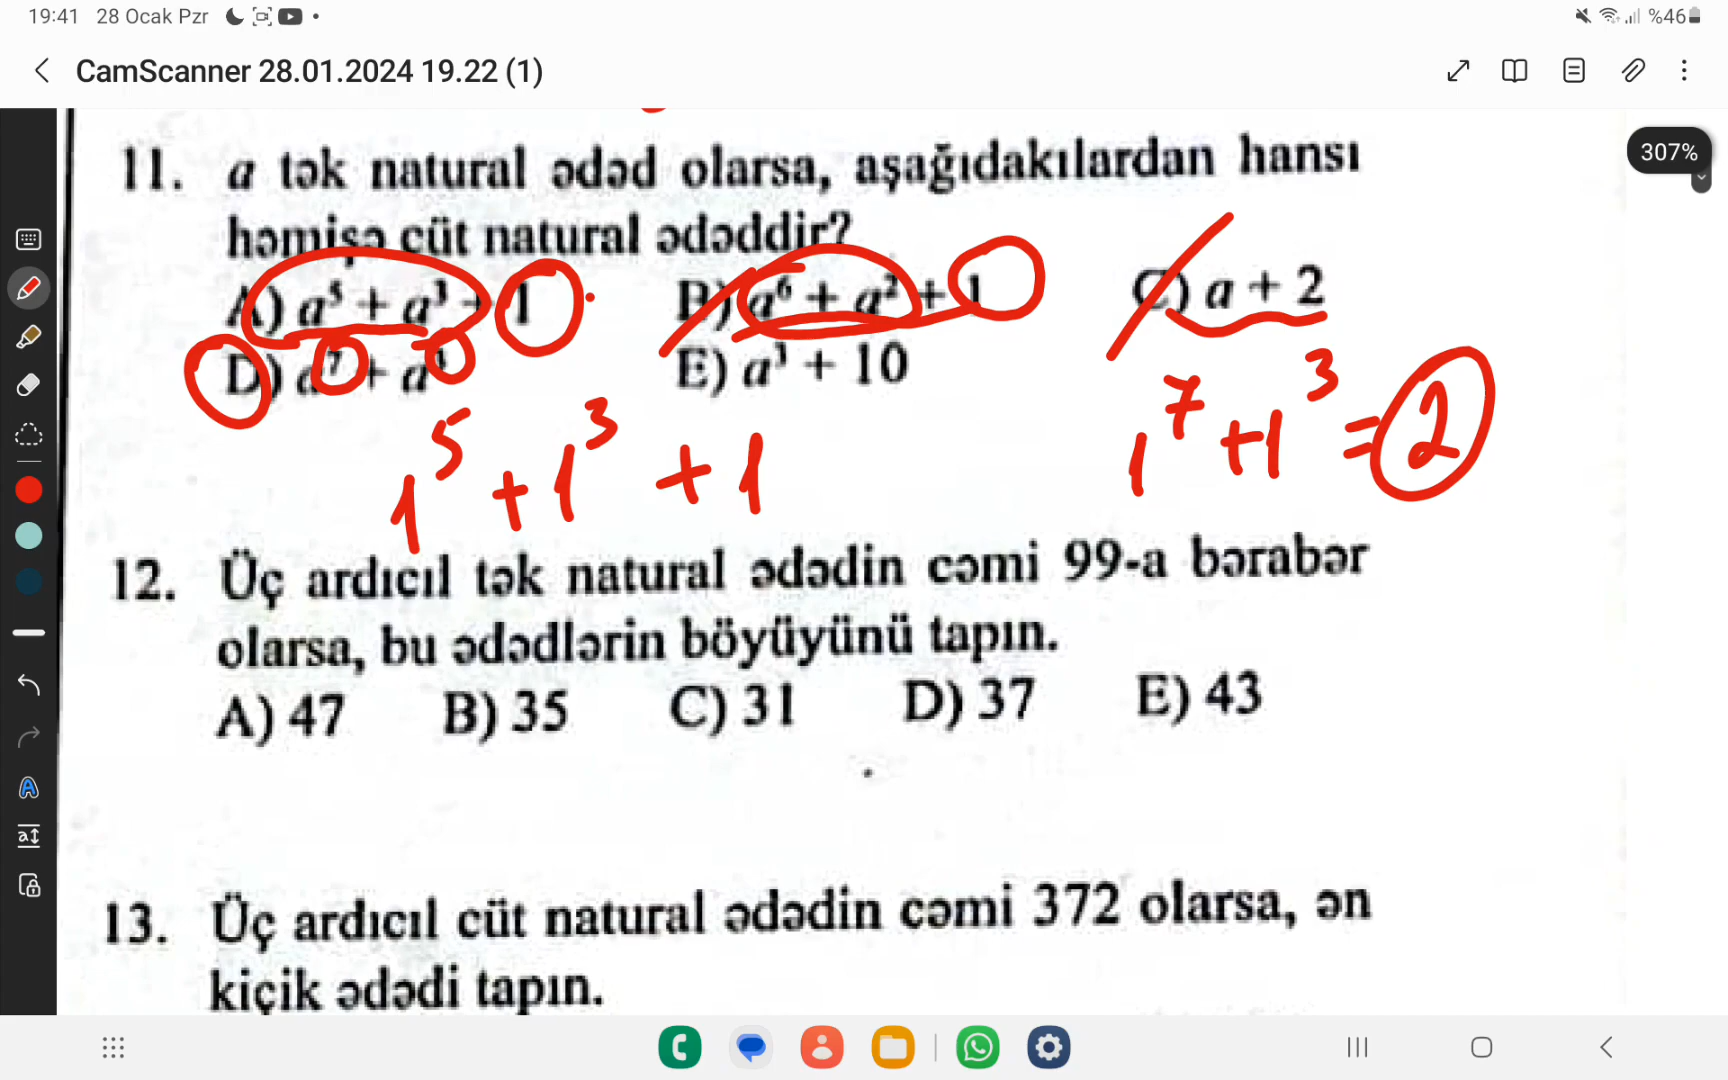 19:41 28 Ocak Pzr
%46
CamScanner 28.01.2024 19.22 (1)
307%
11. a tək natural ədəd olarsa, aşağıdakılardan hansı
həmişə cüt natural ədəddir?
A) a⁵ + a³ + 1 B) a⁶ + a² + 1 C) a + 2
D) a⁷ + a³ E) a³ + 10
1⁵ + 1³ + 1
1⁷ + 1³ = 2
12. Üç ardıcıl tək natural ədədin cəmi 99-a bərabər
olarsa, bu ədədlərin böyüyünü tapın.
A) 47 B) 35 C) 31 D) 37 E) 43
13. Üç ardıcıl cüt natural ədədin cəmi 372 olarsa, ən
kiçik ədədi tapın.